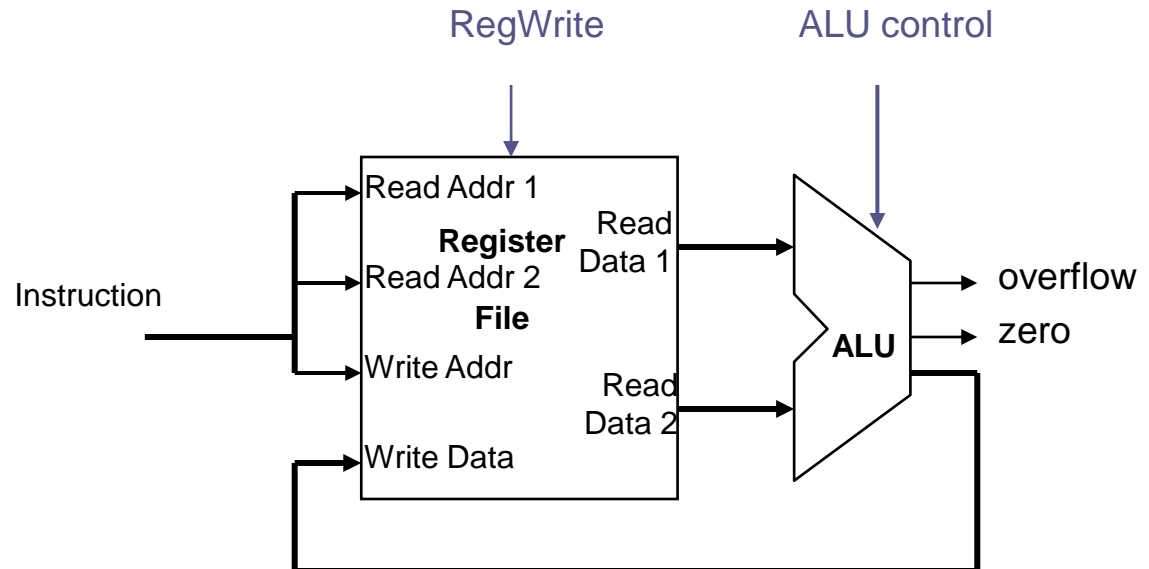 RegWrite
ALU control
Read Addr 1
Register
Read Addr 2
File
Write Addr
Write Data
Read
Data 1
Read
Data 2
Instruction
ALU
overflow
zero